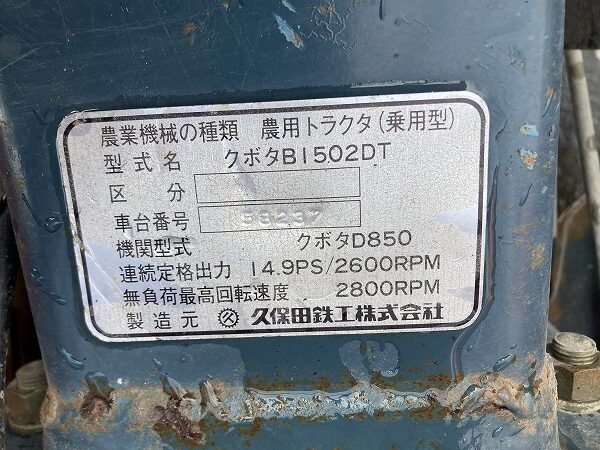 農業機械の種類 農用トラクタ(乗用型)
型式名 クボタB1502DT
区分
車台番号 56237
機関型式 クボタD850
連続定格出力 14.9PS/2600RPM
無負荷最高回転速度 2800RPM
製造元 久保田鉄工株式会社